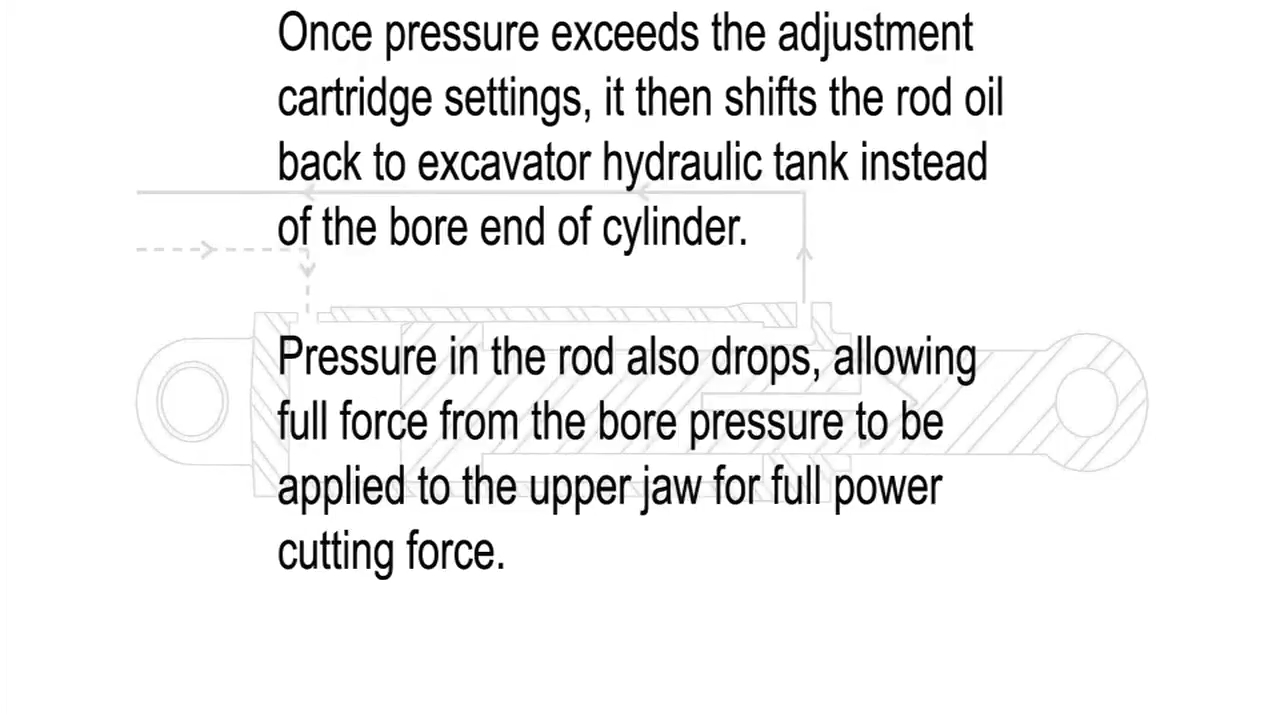 Once pressure exceeds the adjustment
cartridge settings, it then shifts the rod oil
back to excavator hydraulic tank instead
of the bore end of cylinder.
Pressure in the rod also drops, allowing
full force from the bore pressure to be
applied to the upper jaw for full power
cutting force.